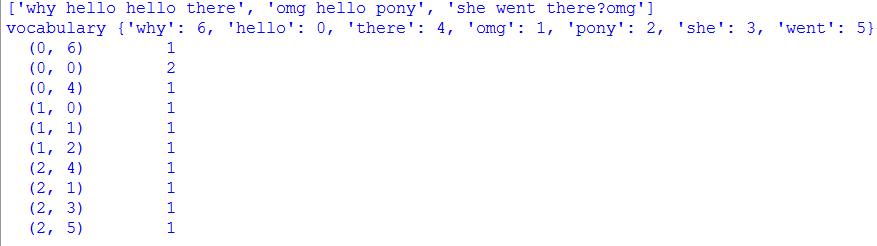 ['why hello hello there', 'omg hello pony', 'she went there?omg']
vocabulary {'why': 6, 'hello': 0, 'there': 4, 'omg': 1, 'pony': 2, 'she': 3, 'went': 5}
(0, 6) 1
(0, 0) 2
(0, 4) 1
(1, 0) 1
(1, 1) 1
(1, 2) 1
(2, 4) 1
(2, 1) 1
(2, 3) 1
(2, 5) 1